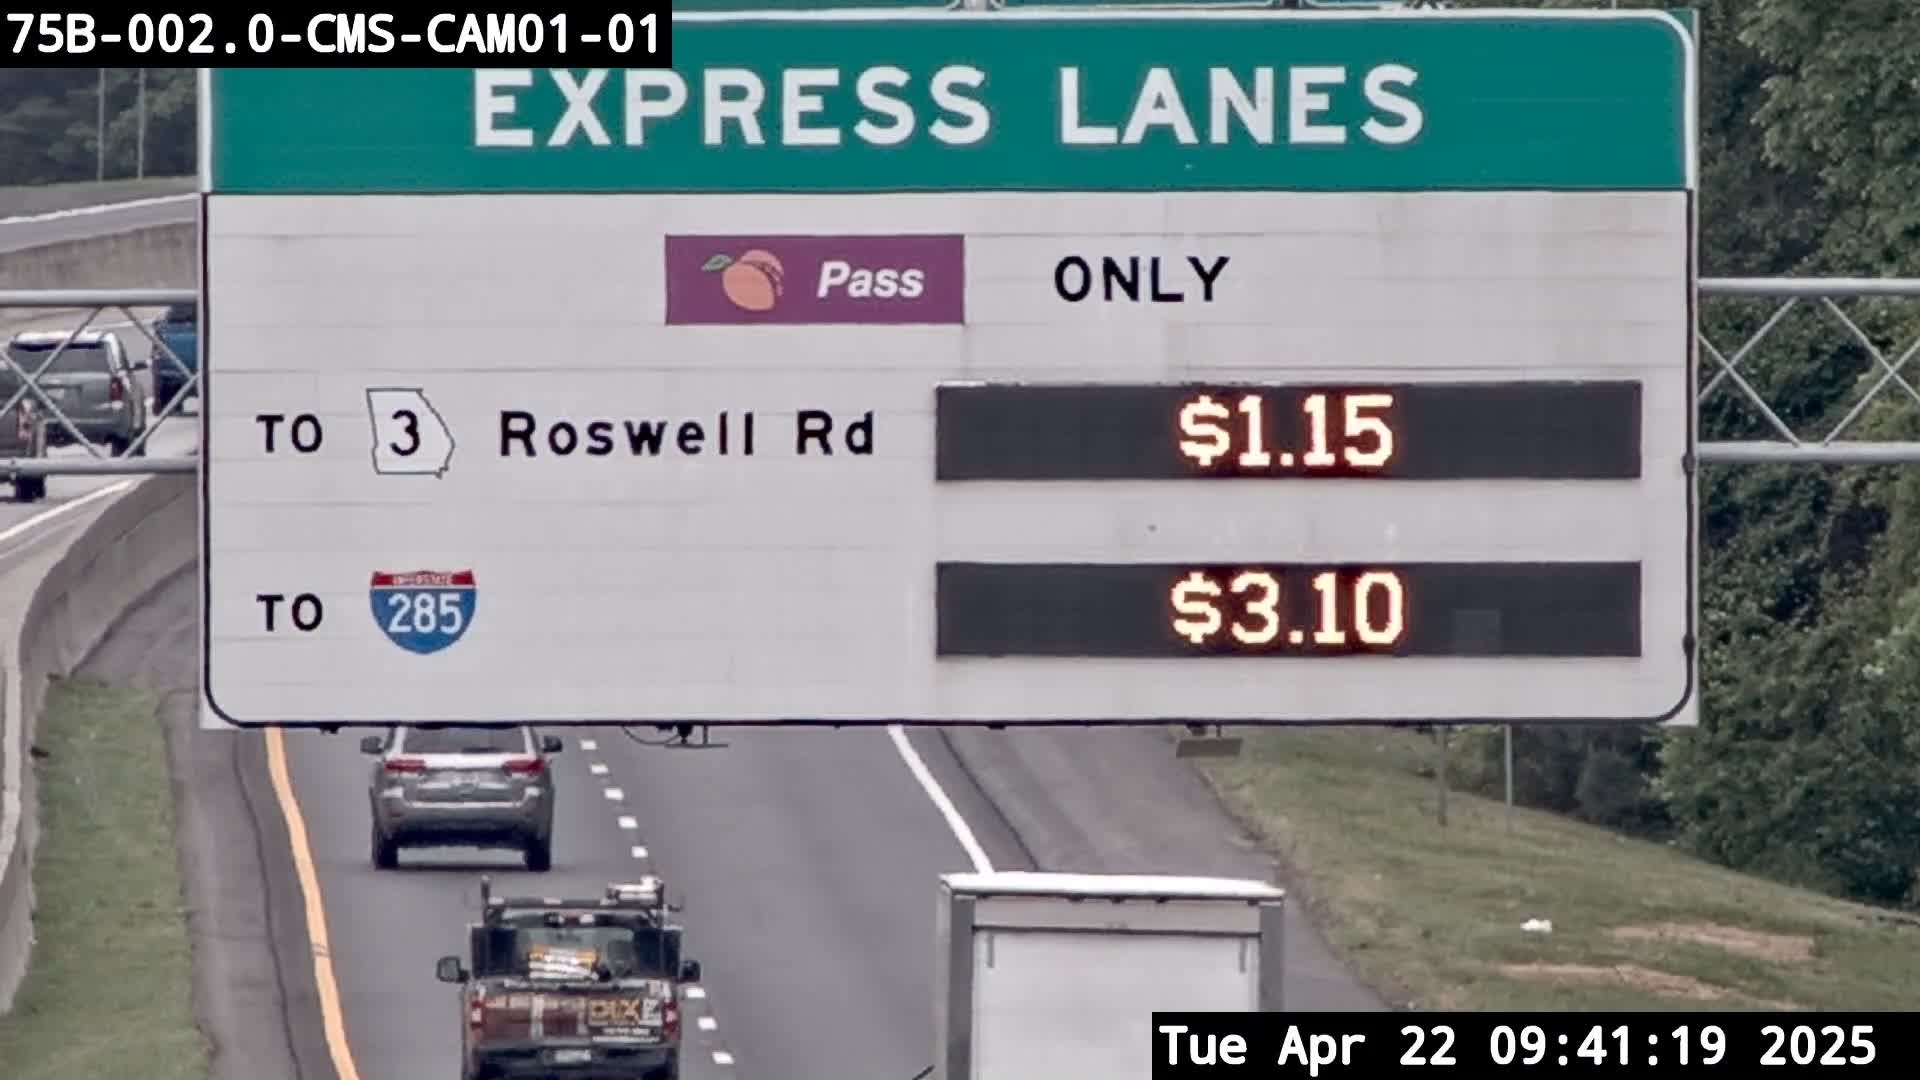 75B-002.0-CMS-CAM01-01
EXPRESS LANES
Pass ONLY
TO 3 Roswell Rd $1.15
TO INTERSTATE 285 $3.10
DIX
Tue Apr 22 09:41:19 2025